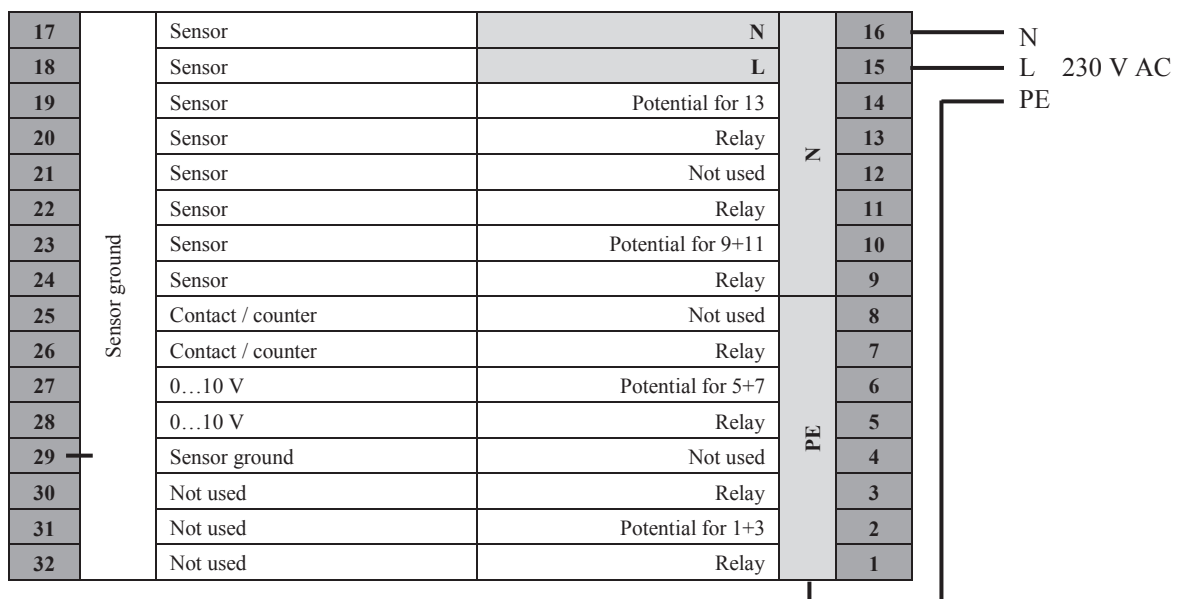 17 Sensor N 16 N
18 Sensor L 15 L 230 V AC
19 Sensor Potential for 13 14 PE
20 Sensor Relay 13
N
21 Sensor Not used 12
22 Sensor Relay 11
23 Sensor Potential for 9+11 10
24 Sensor Relay 9
Sensor ground
25 Contact / counter Not used 8
26 Contact / counter Relay 7
27 0…10 V Potential for 5+7 6
28 0…10 V Relay 5
PE
29 Sensor ground Not used 4
30 Not used Relay 3
31 Not used Potential for 1+3 2
32 Not used Relay 1